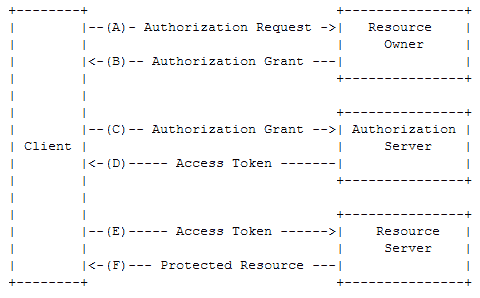 +--------+                               +---------------+
|        |--(A)- Authorization Request ->|   Resource    |
|        |                               |     Owner     |
|        |<-(B)-- Authorization Grant ---|               |
|        |                               +---------------+
|        |
|        |                               +---------------+
|        |--(C)-- Authorization Grant -->| Authorization |
| Client |                               |     Server    |
|        |<-(D)----- Access Token -------|               |
|        |                               +---------------+
|        |
|        |                               +---------------+
|        |--(E)----- Access Token ------>|    Resource   |
|        |                               |     Server    |
|        |<-(F)--- Protected Resource ---|               |
+--------+                               +---------------+